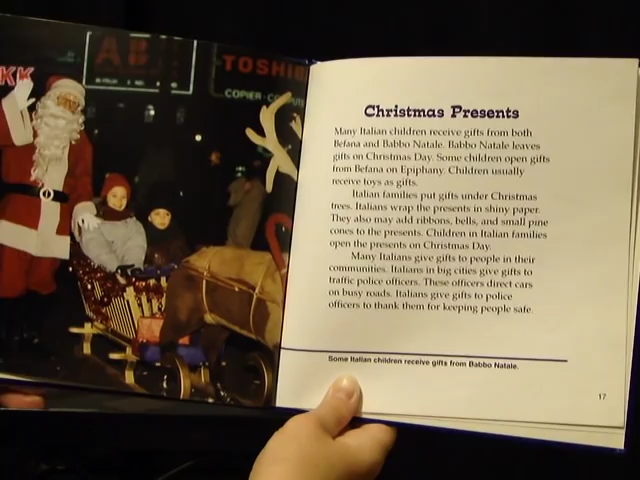 KK
AB
TOSHIB
COPIER-COMPU
Christmas Presents
Many Italian children receive gifts from both
Befana and Babbo Natale. Babbo Natale leaves
gifts on Christmas Day. Some children open gifts
from Befana on Epiphany. Children usually
receive toys as gifts.
Italian families put gifts under Christmas
trees. Italians wrap the presents in shiny paper.
They also may add ribbons, bells, and small pine
cones to the presents. Children in Italian families
open the presents on Christmas Day.
Many Italians give gifts to people in their
communities. Italians in big cities give gifts to
traffic police officers. These officers direct cars
on busy roads. Italians give gifts to police
officers to thank them for keeping people safe.
Some Italian children receive gifts from Babbo Natale.
17